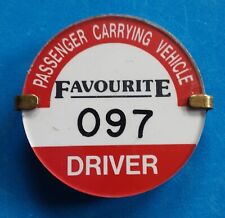 PASSENGER CARRYING VEHICLE
FAVOURITE
097
DRIVER